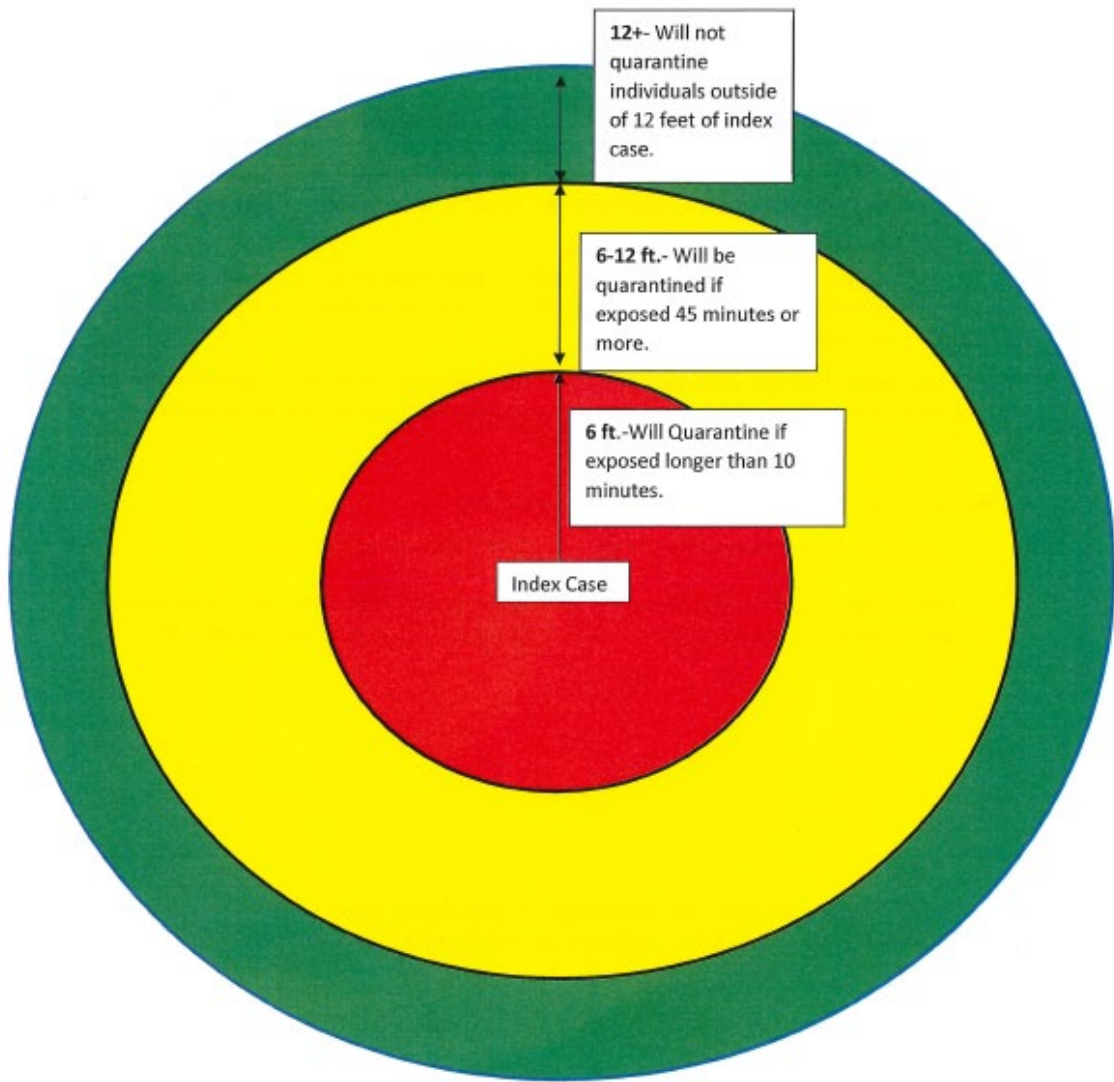 12+- Will not
quarantine
individuals outside
of 12 feet of index
case.
6-12 ft.- Will be
quarantined if
exposed 45 minutes or
more.
6 ft.-Will Quarantine if
exposed longer than 10
minutes.
Index Case